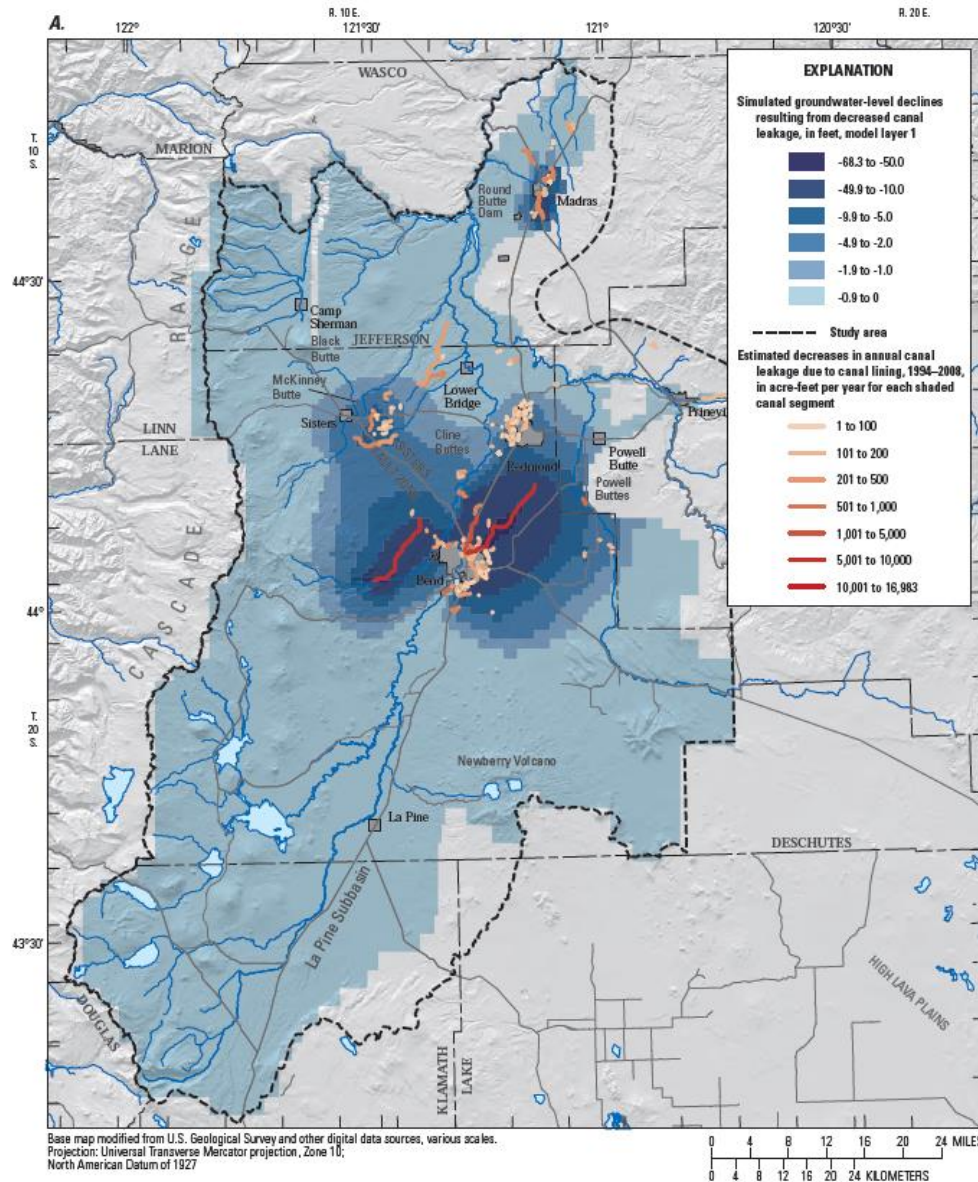 A.
R. 10 E.
R. 20 E.
122°
121°30'
121°
120°30'
WASCO
T.
10
S.
MARION
Round
Butte
Dam
Madras
44°30'
RANGE
Camp
Sherman
Black
Butte
JEFFERSON
McKinney
Butte
Lower
Bridge
Sisters
LINN
LANE
Cline
Buttes
Redmond
Powell
Butte
Powell
Buttes
Bend
44°
CASCADE
T.
20
S.
Newberry Volcano
La Pine
DESCHUTES
La Pine Subbasin
43°30'
HIGH LAVA PLAINS
DOUGLAS
KLAMATH
LAKE
EXPLANATION
Simulated groundwater-level declines
resulting from decreased canal
leakage, in feet, model layer 1
-68.3 to -50.0
-49.9 to -10.0
-9.9 to -5.0
-4.9 to -2.0
-1.9 to -1.0
-0.9 to 0
Study area
Estimated decreases in annual canal
leakage due to canal lining, 1994–2008,
in acre-feet per year for each shaded
canal segment
1 to 100
101 to 200
201 to 500
501 to 1,000
1,001 to 5,000
5,001 to 10,000
10,001 to 16,983
Base map modified from U.S. Geological Survey and other digital data sources, various scales.
Projection: Universal Transverse Mercator projection, Zone 10;
North American Datum of 1927
0 4 8 12 16 20 24 MILES
0 4 8 12 16 20 24 KILOMETERS